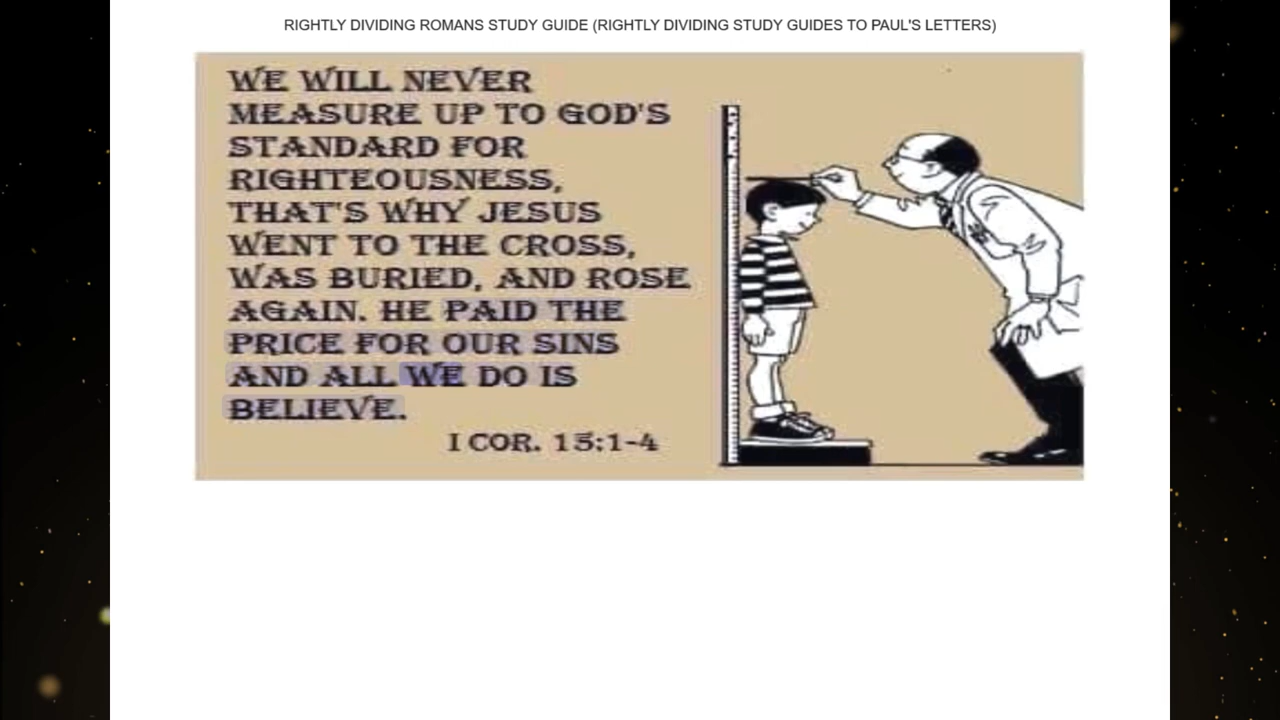 RIGHTLY DIVIDING ROMANS STUDY GUIDE (RIGHTLY DIVIDING STUDY GUIDES TO PAUL'S LETTERS)
WE WILL NEVER
MEASURE UP TO GOD'S
STANDARD FOR
RIGHTEOUSNESS,
THAT'S WHY JESUS
WENT TO THE CROSS,
WAS BURIED, AND ROSE
AGAIN. HE PAID THE
PRICE FOR OUR SINS
AND ALL WE DO IS
BELIEVE.
I COR. 15:1-4